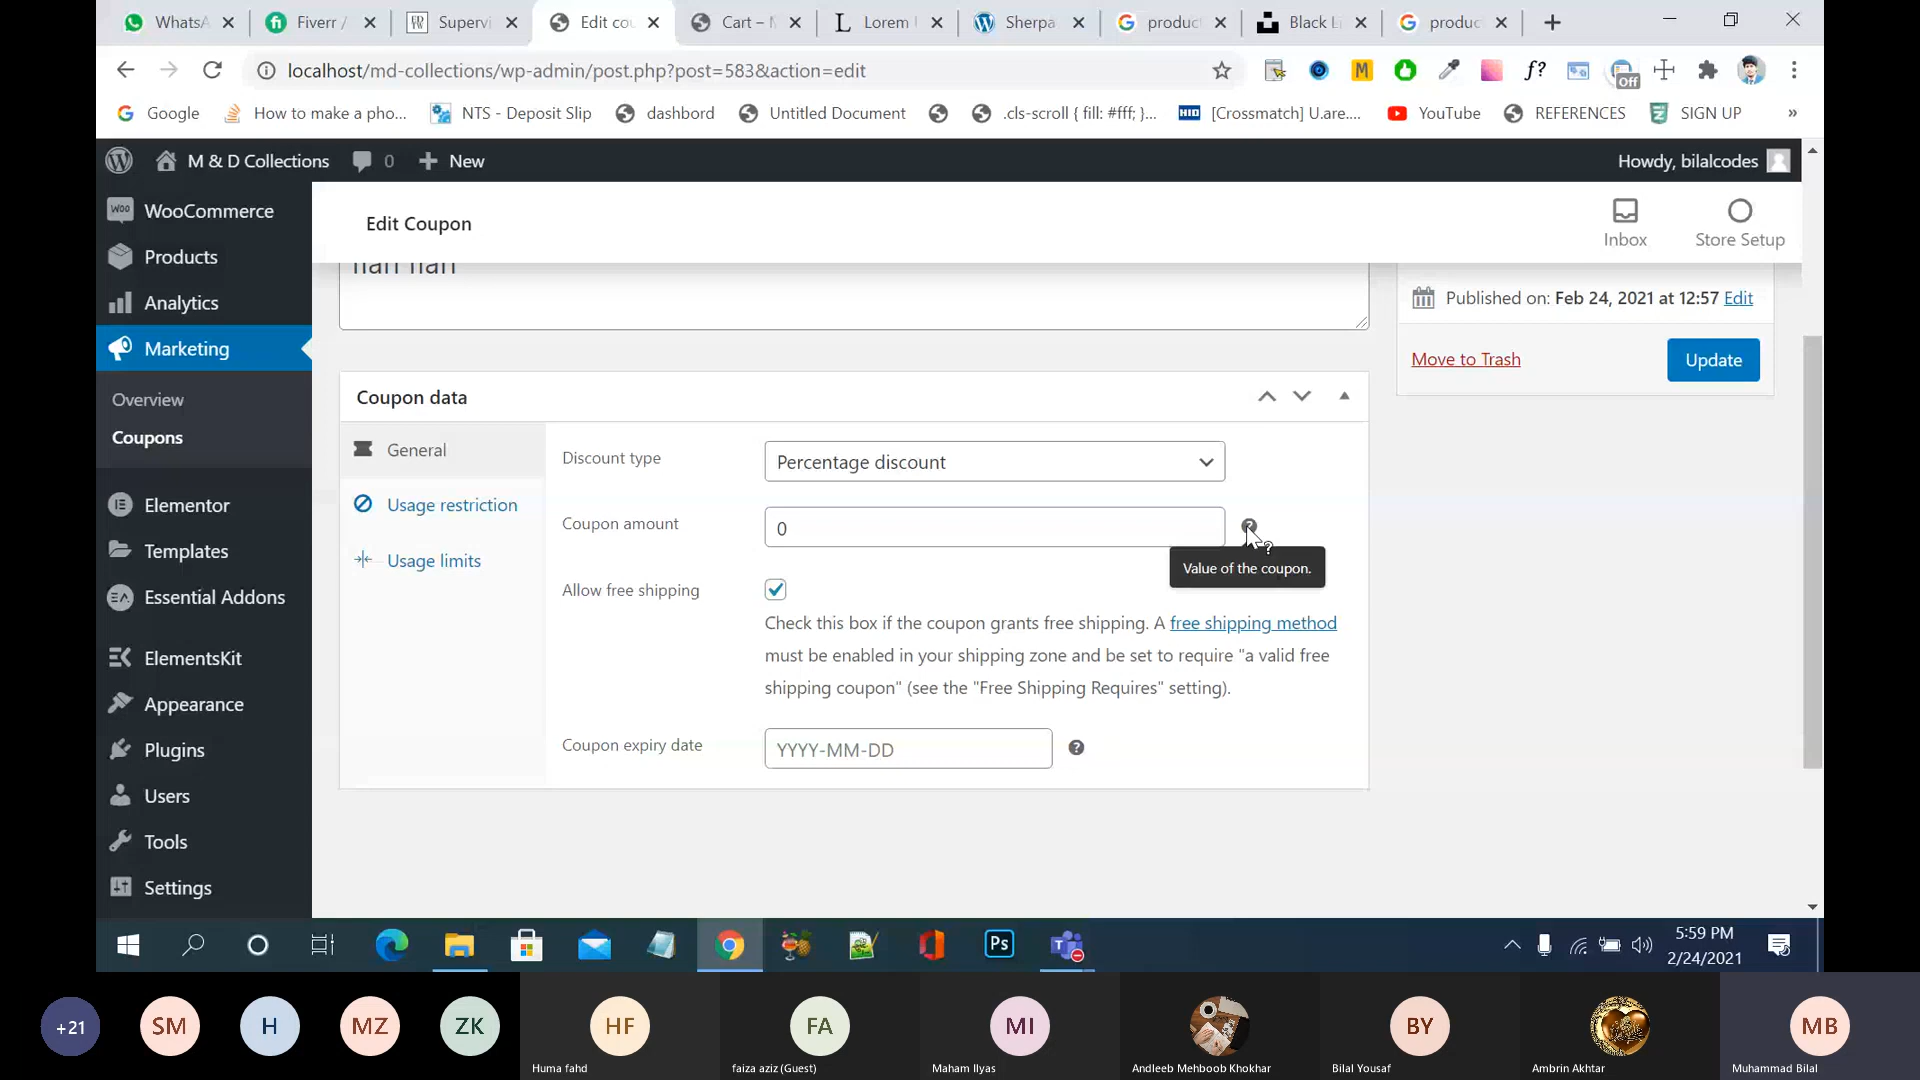 WhatsA
Fiverr /
Supervi
Edit cou
Cart –
Lorem
Sherpa
produc
Black L
produc
localhost/md-collections/wp-admin/post.php?post=583&action=edit
M
f?
Off
Google
How to make a pho...
NTS - Deposit Slip
dashbord
Untitled Document
.cls-scroll { fill: #fff; }...
HID
[Crossmatch] U.are....
YouTube
REFERENCES
SIGN UP
»
M & D Collections
0
New
Howdy, bilalcodes
WooCommerce
Products
Analytics
Marketing
Overview
Coupons
Elementor
Templates
Essential Addons
ElementsKit
Appearance
Plugins
Users
Tools
Settings
Edit Coupon
Inbox
Store Setup
Published on: Feb 24, 2021 at 12:57 Edit
Move to Trash
Update
Coupon data
General
Usage restriction
Usage limits
Discount type
Percentage discount
Coupon amount
0
Value of the coupon.
Allow free shipping
Check this box if the coupon grants free shipping. A free shipping method
must be enabled in your shipping zone and be set to require "a valid free
shipping coupon" (see the "Free Shipping Requires" setting).
Coupon expiry date
YYYY-MM-DD
Ps
5:59 PM
2/24/2021
+21
SM
H
MZ
ZK
HF
Huma fahd
FA
faiza aziz (Guest)
MI
Maham Ilyas
Andleeb Mehboob Khokhar
BY
Bilal Yousaf
Ambrin Akhtar
MB
Muhammad Bilal